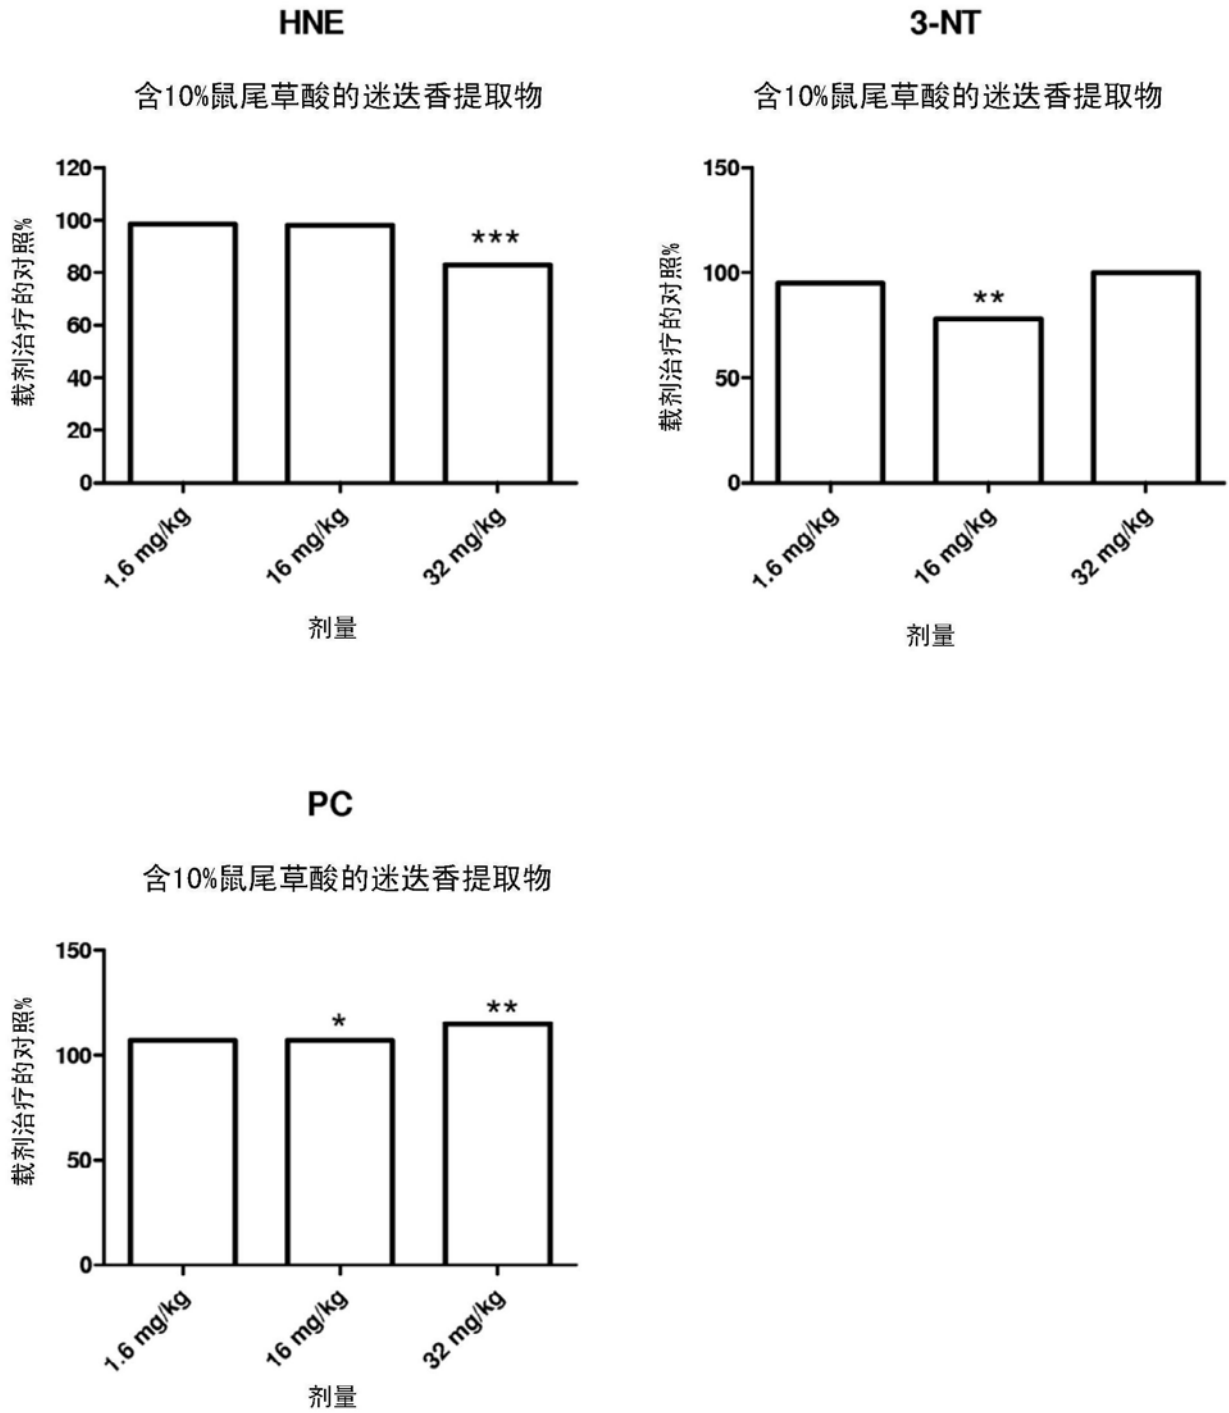 HNE
含10%鼠尾草酸的迷迭香提取物
载剂治疗的对照%
120
100
80
60
40
20
0
***
1.6 mg/kg
16 mg/kg
32 mg/kg
剂量
3-NT
含10%鼠尾草酸的迷迭香提取物
载剂治疗的对照%
150
100
50
0
**
1.6 mg/kg
16 mg/kg
32 mg/kg
剂量
PC
含10%鼠尾草酸的迷迭香提取物
载剂治疗的对照%
150
100
50
0
*
**
1.6 mg/kg
16 mg/kg
32 mg/kg
剂量